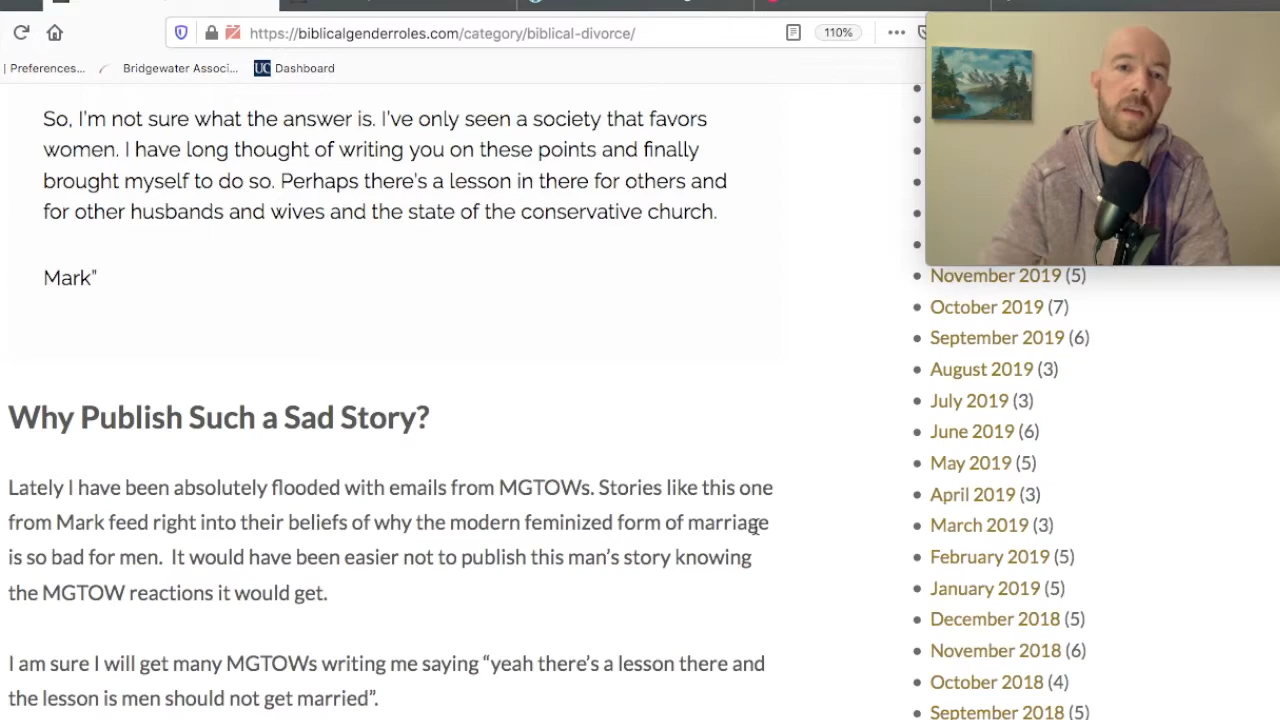 https://biblicalgenderroles.com/category/biblical-divorce/
110%
Preferences...
Bridgewater Associ...
UC Dashboard
So, I'm not sure what the answer is. I've only seen a society that favors
women. I have long thought of writing you on these points and finally
brought myself to do so. Perhaps there's a lesson in there for others and
for other husbands and wives and the state of the conservative church.
Mark"
Why Publish Such a Sad Story?
Lately I have been absolutely flooded with emails from MGTOWs. Stories like this one
from Mark feed right into their beliefs of why the modern feminized form of marriage
is so bad for men. It would have been easier not to publish this man's story knowing
the MGTOW reactions it would get.
I am sure I will get many MGTOWs writing me saying “yeah there's a lesson there and
the lesson is men should not get married”.
November 2019 (5)
October 2019 (7)
September 2019 (6)
August 2019 (3)
July 2019 (3)
June 2019 (6)
May 2019 (5)
April 2019 (3)
March 2019 (3)
February 2019 (5)
January 2019 (5)
December 2018 (5)
November 2018 (6)
October 2018 (4)
September 2018 (5)